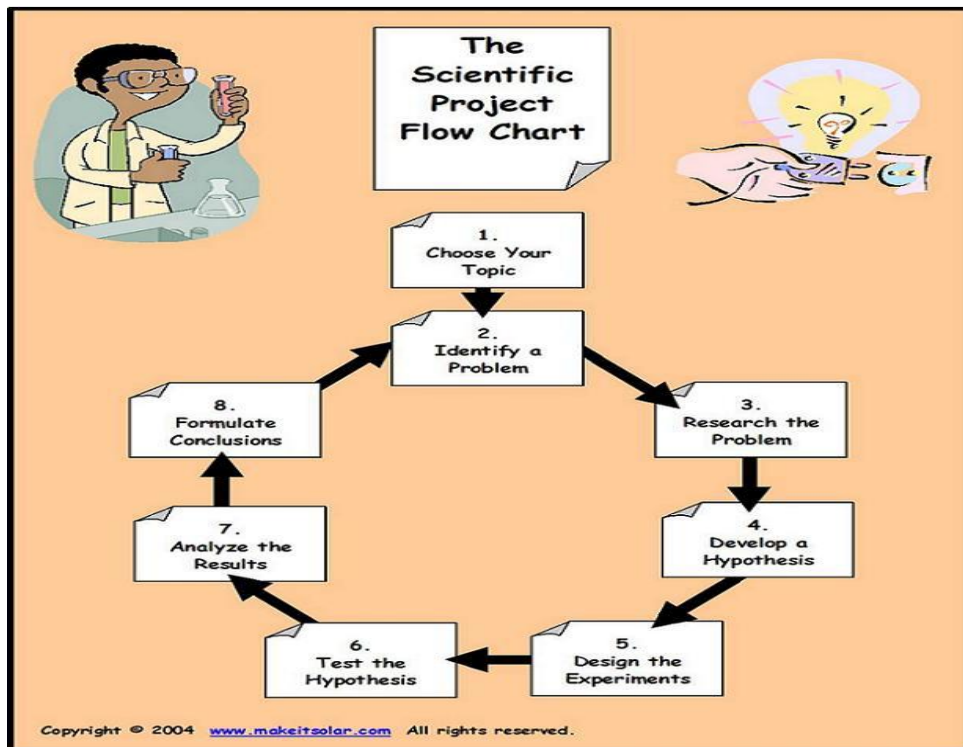 The
Scientific
Project
Flow Chart
1.
Choose Your
Topic
2.
Identify a
Problem
3.
Research the
Problem
4.
Develop a
Hypothesis
5.
Design the
Experiments
6.
Test the
Hypothesis
7.
Analyze the
Results
8.
Formulate
Conclusions
Copyright © 2004 www.makeitsolar.com All rights reserved.